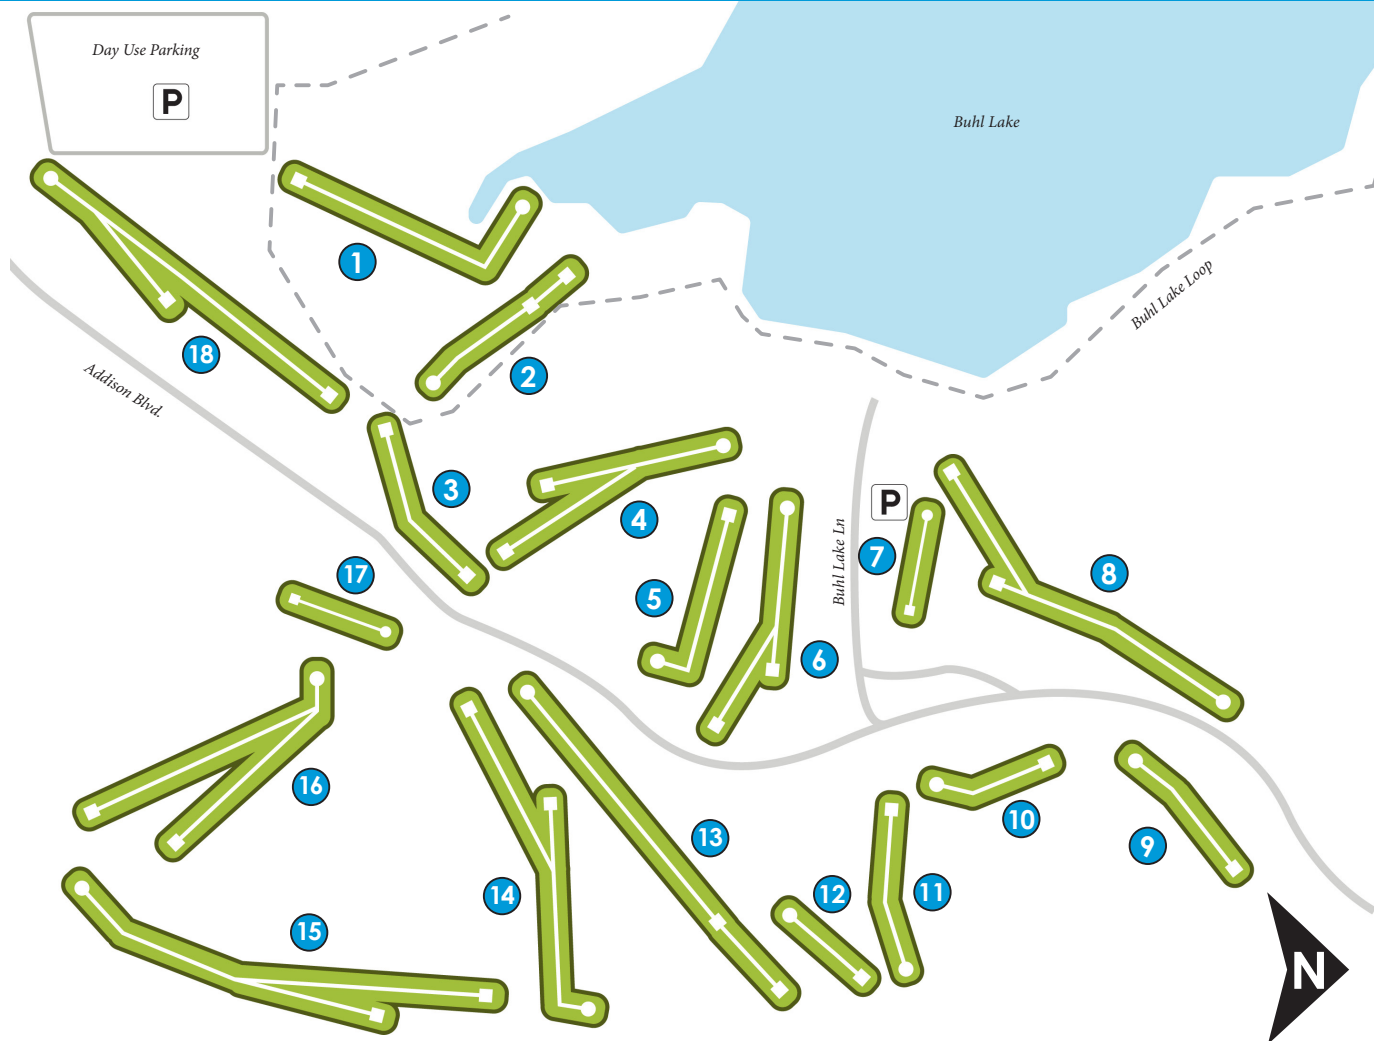 Day Use Parking
P
Buhl Lake
1
Buhl Lake Loop
18
Addison Blvd.
2
3
4
P
7
Buhl Lake Ln
8
17
5
6
16
13
10
9
14
12
11
15
N